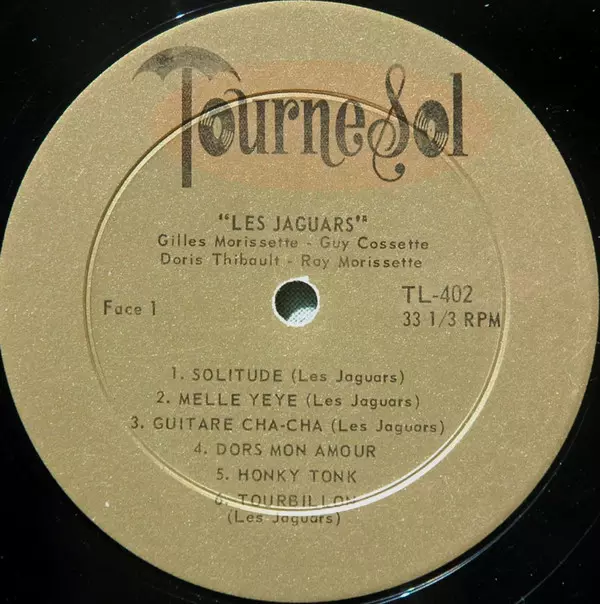 TourneSol
"LES JAGUARS"
Gilles Morissette - Guy Cossette
Doris Thibault - Ray Morissette
Face 1
TL-402
33 1/3 RPM
1. SOLITUDE (Les Jaguars)
2. MELLE YEYE (Les Jaguars)
3. GUITARE CHA-CHA (Les Jaguars)
4. DORS MON AMOUR
5. HONKY TONK
6. TOURBILLON
(Les Jaguars)